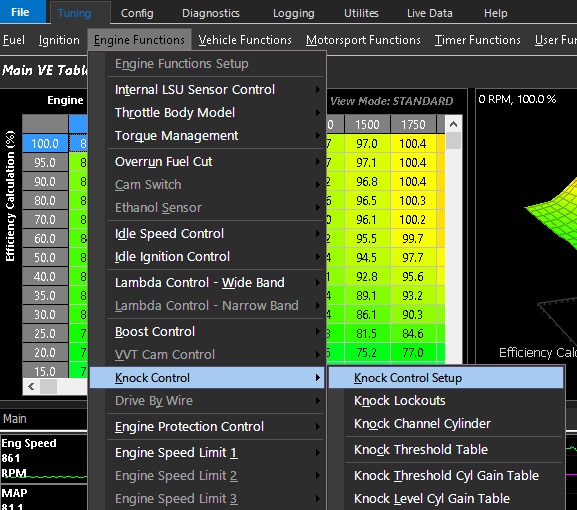 File Tuning Config Diagnostics Logging Utilites Live Data Help
Fuel Ignition Engine Functions Vehicle Functions Motorsport Functions Timer Functions User Fun
Main VE Table
Engine Functions Setup
Internal LSU Sensor Control
Throttle Body Model
Torque Management
Overrun Fuel Cut
Cam Switch
Ethanol Sensor
Idle Speed Control
Idle Ignition Control
Lambda Control - Wide Band
Lambda Control - Narrow Band
Boost Control
VVT Cam Control
Knock Control
Drive By Wire
Engine Protection Control
Engine Speed Limit 1
Engine Speed Limit 2
Engine Speed Limit 3
Knock Control Setup
Knock Lockouts
Knock Channel Cylinder
Knock Threshold Table
Knock Threshold Cyl Gain Table
Knock Level Cyl Gain Table
Engine
View Mode: STANDARD
Efficiency Calculation (%)
0 1500 1750
100.0 8 7 97.0 100.4
95.0 8 7 97.1 100.4
90.0 8 2 96.8 100.4
80.0 8 6 96.5 100.3
70.0 8 0 96.1 100.2
60.0 8 2 95.5 99.7
50.0 8 1 94.5 97.7
40.0 8 4 92.8 95.6
35.0 8 1 89.1 93.2
30.0 8 8 86.1 90.3
25.0 7 3 81.5 84.6
20.0 7 5 75.2 77.0
15.0 7
0 RPM, 100.0 %
Efficiency Calc
Main
Eng Speed
861
RPM
MAP
81.1